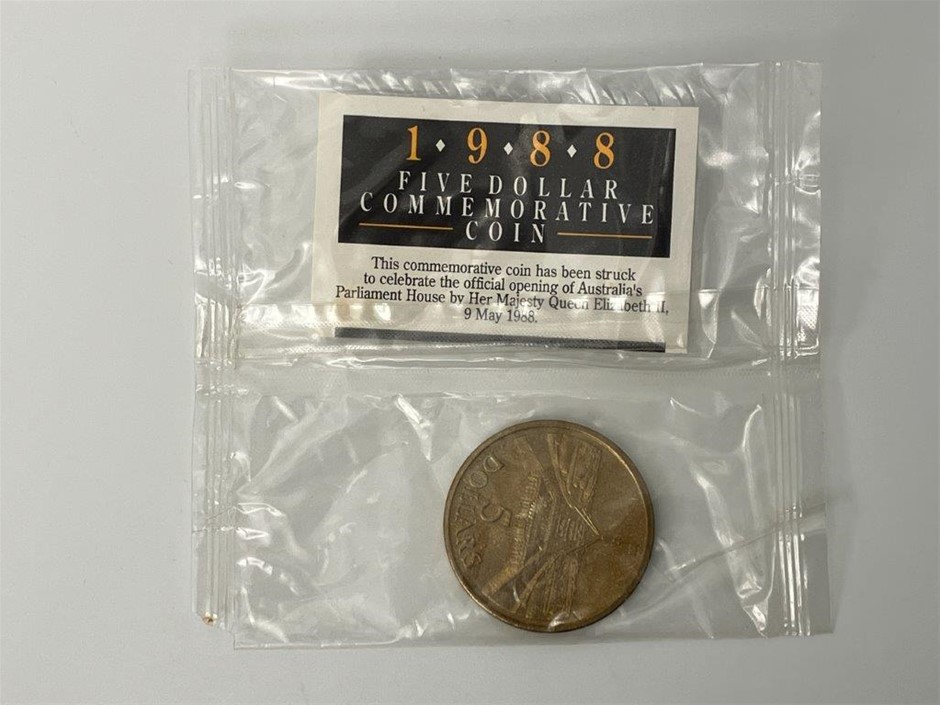 1 ⬩ 9 ⬩ 8 ⬩ 8
FIVE DOLLAR
COMMEMORATIVE
COIN
This commemorative coin has been struck
to celebrate the official opening of Australia's
Parliament House by Her Majesty Queen Elizabeth II,
9 May 1988.
5
DOLLARS